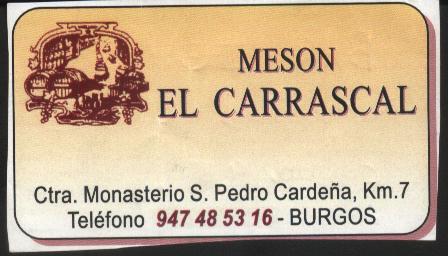 MESON
EL CARRASCAL
Ctra. Monasterio S. Pedro Cardeña, Km.7
Teléfono 947 48 53 16 - BURGOS